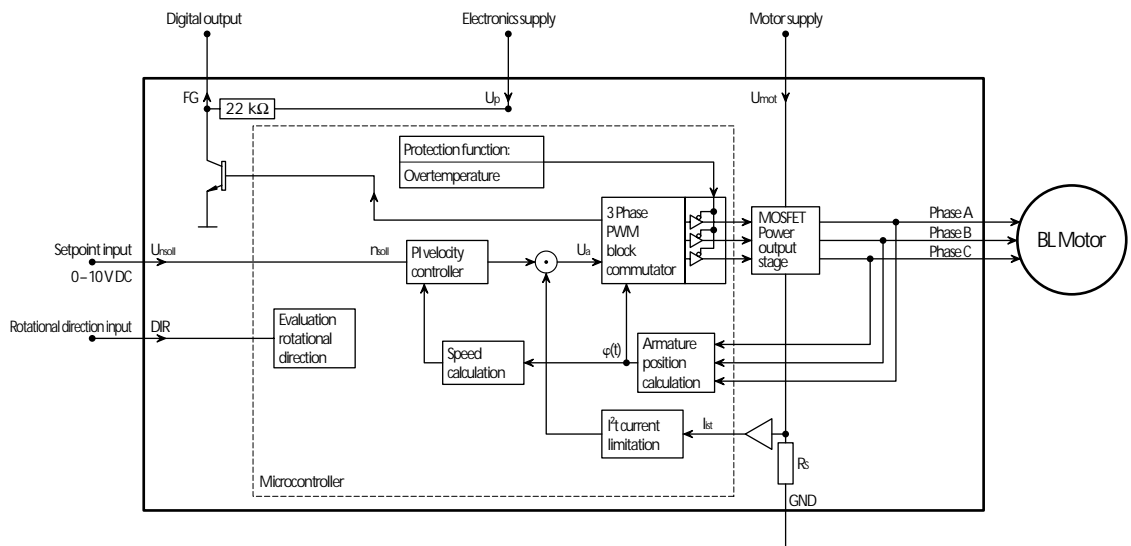 Digital output
Electronics supply
Motor supply
FG
22 kΩ
Up
Umot
Protection function:
Overtemperature
3 Phase
PWM
block
commutator
MOSFET
Power
output
stage
Phase A
Phase B
Phase C
BL Motor
Setpoint input
0–10 V DC
Unsoll
nsoll
PI velocity
controller
Ua
Rotational direction input
DIR
Evaluation
rotational
direction
Speed
calculation
φ(t)
Armature
position
calculation
I²t current
limitation
Iist
RS
Microcontroller
GND